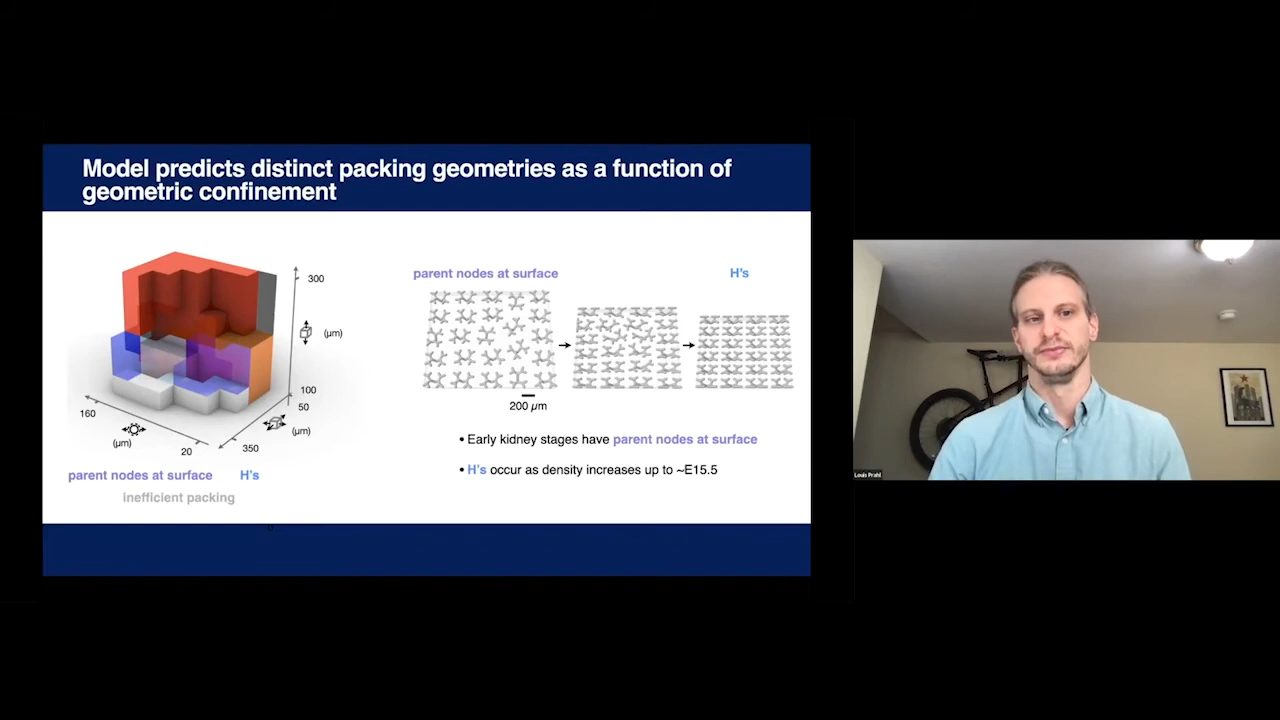 Model predicts distinct packing geometries as a function of
geometric confinement
300
(µm)
100
50
(µm)
350
160
(µm)
20
parent nodes at surface H's
inefficient packing
parent nodes at surface
H's
200 µm
• Early kidney stages have parent nodes at surface
• H's occur as density increases up to ~E15.5
Louis Prahl